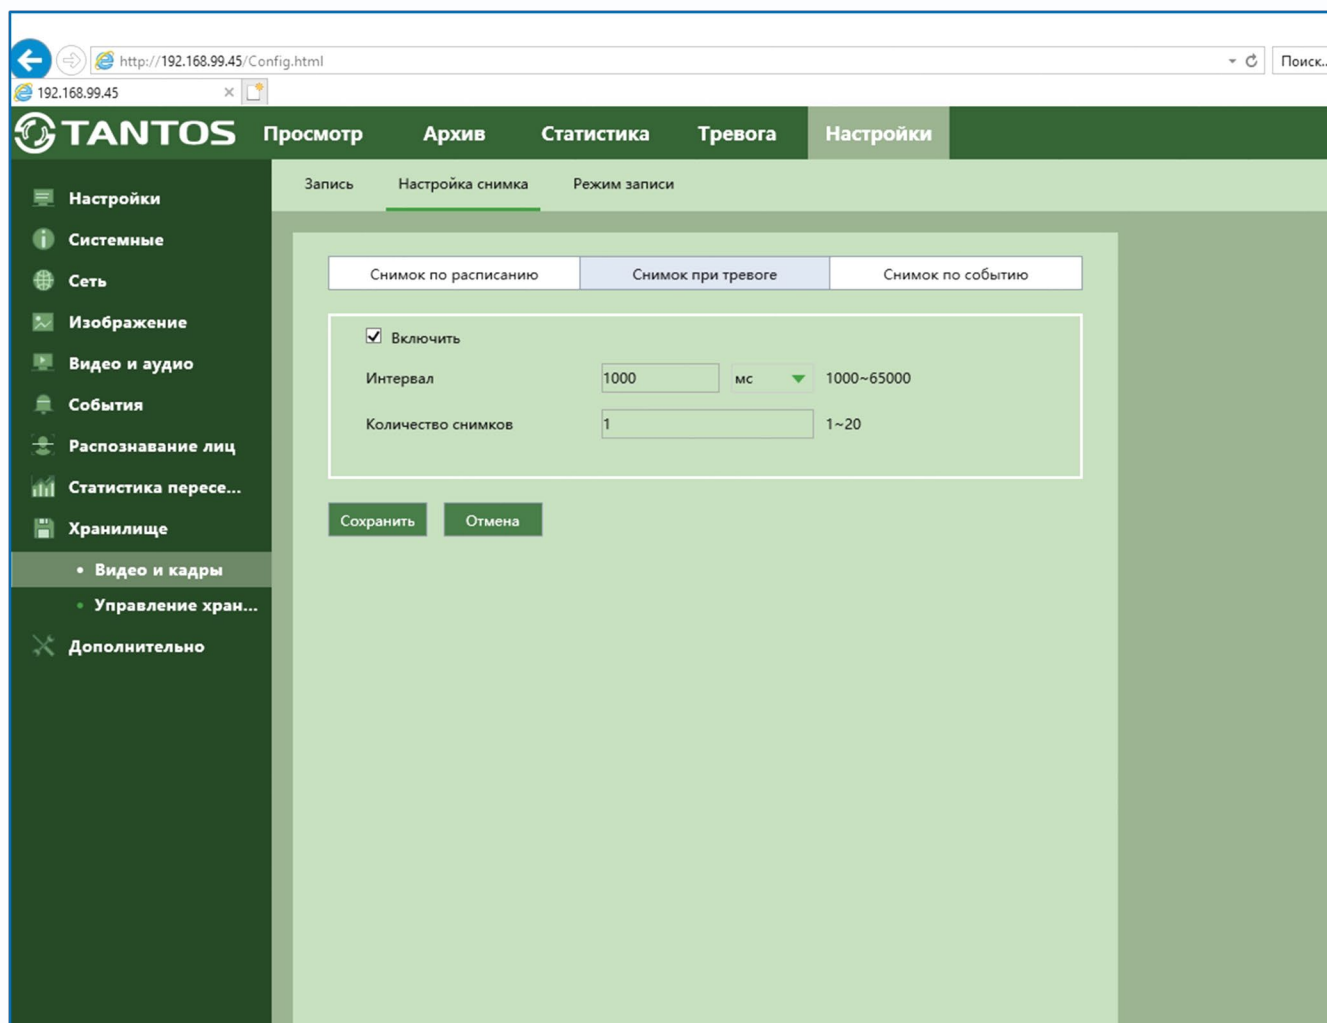 http://192.168.99.45/Config.html
Поиск...
192.168.99.45
TANTOS Просмотр Архив Статистика Тревога Настройки
Запись Настройка снимка Режим записи
Настройки
Системные
Сеть
Изображение
Видео и аудио
События
Распознавание лиц
Статистика пересе...
Хранилище
• Видео и кадры
• Управление хран...
Дополнительно
Снимок по расписанию Снимок при тревоге Снимок по событию
Включить
Интервал 1000 мс 1000~65000
Количество снимков 1 1~20
Сохранить Отмена